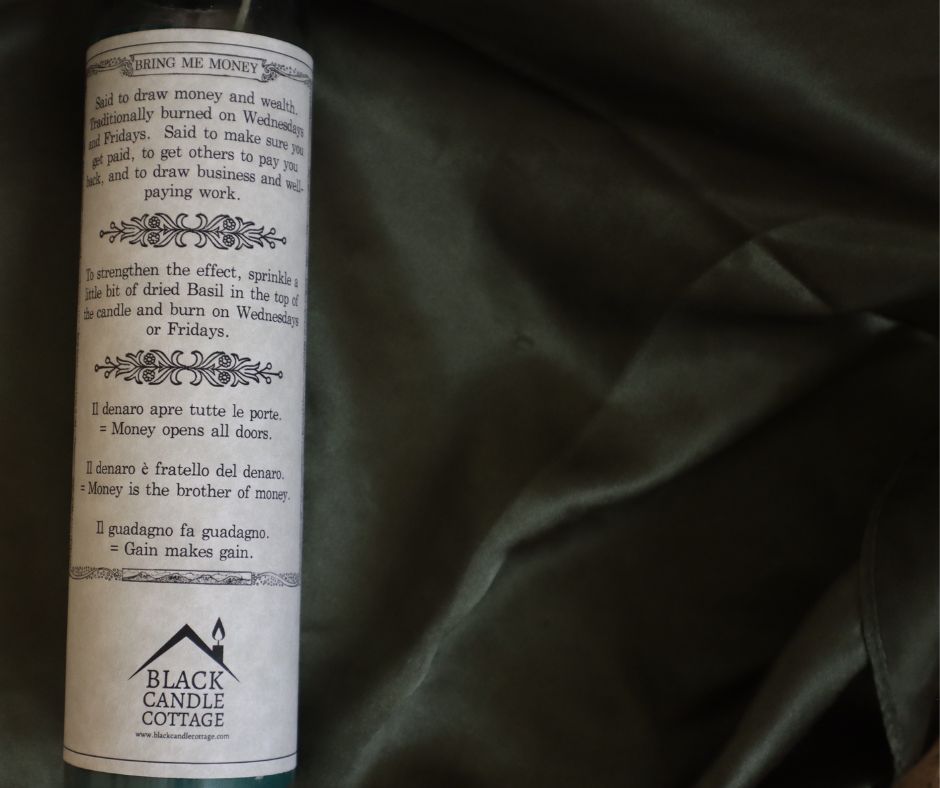 BRING ME MONEY
Said to draw money and wealth.
Traditionally burned on Wednesdays
and Fridays. Said to make sure you
get paid, to get others to pay you
back, and to draw business and well-
paying work.
To strengthen the effect, sprinkle a
little bit of dried Basil in the top of
the candle and burn on Wednesdays
or Fridays.
Il denaro apre tutte le porte.
= Money opens all doors.
Il denaro è fratello del denaro.
= Money is the brother of money.
Il guadagno fa guadagno.
= Gain makes gain.
BLACK
CANDLE
COTTAGE
www.blackcandlecottage.com